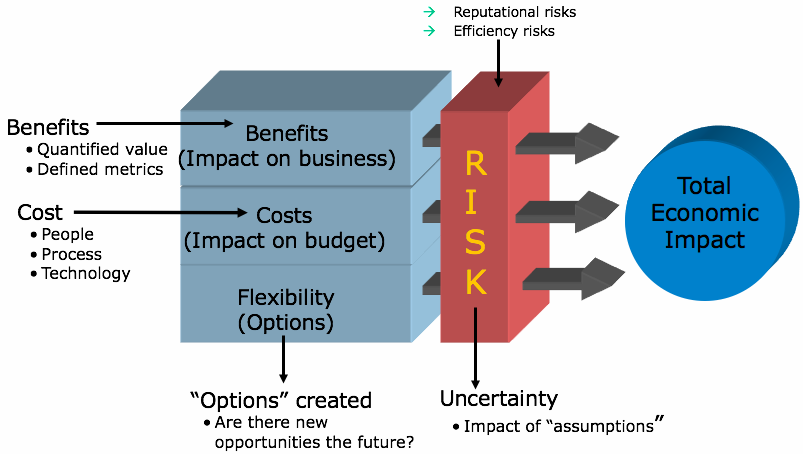 → Reputational risks
→ Efficiency risks
Benefits
• Quantified value
• Defined metrics
Cost
• People
• Process
• Technology
Benefits
(Impact on business)
Costs
(Impact on budget)
Flexibility
(Options)
R
I
S
K
Total
Economic
Impact
“Options” created
• Are there new
opportunities the future?
Uncertainty
• Impact of “assumptions”